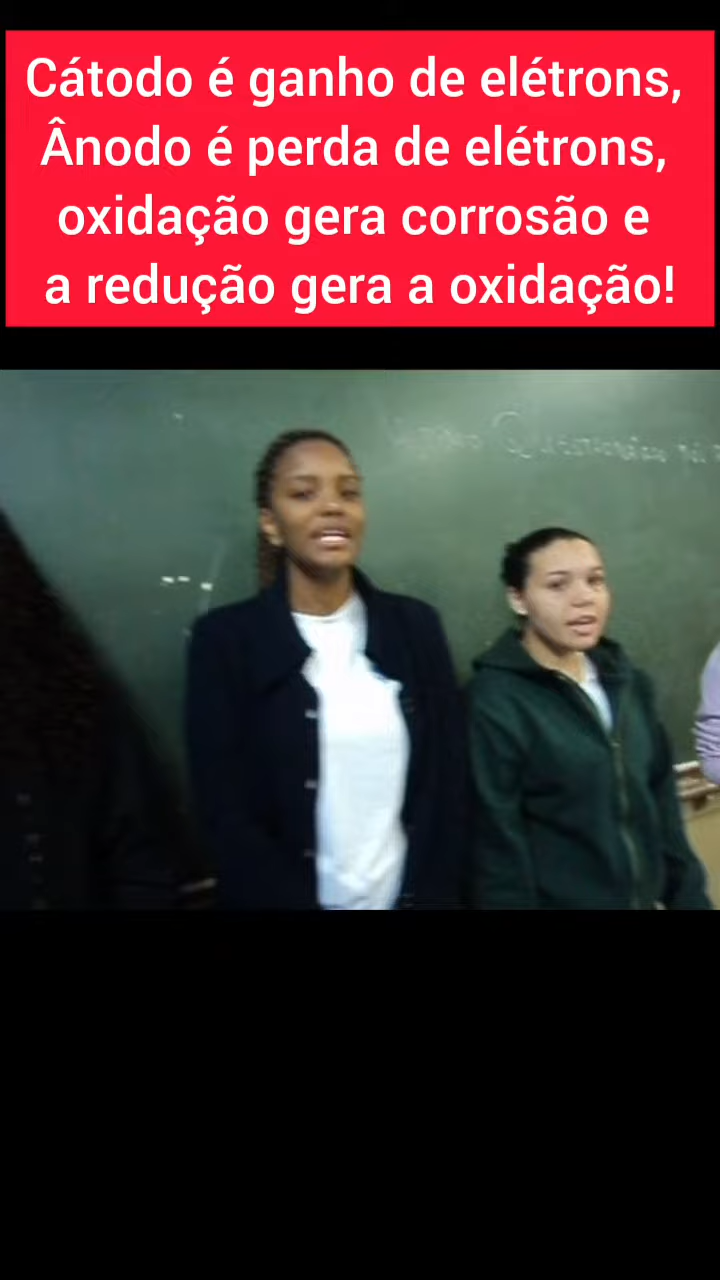 Cátodo é ganho de elétrons,
Ânodo é perda de elétrons,
oxidação gera corrosão e
a redução gera a oxidação!